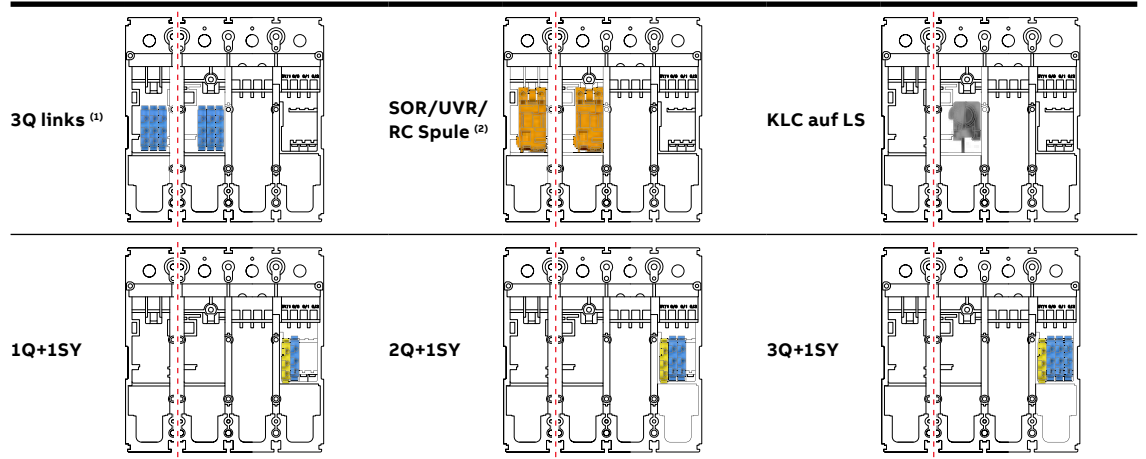 3Q links (1)
SOR/UVR/
RC Spule (2)
KLC auf LS
1Q+1SY
2Q+1SY
3Q+1SY